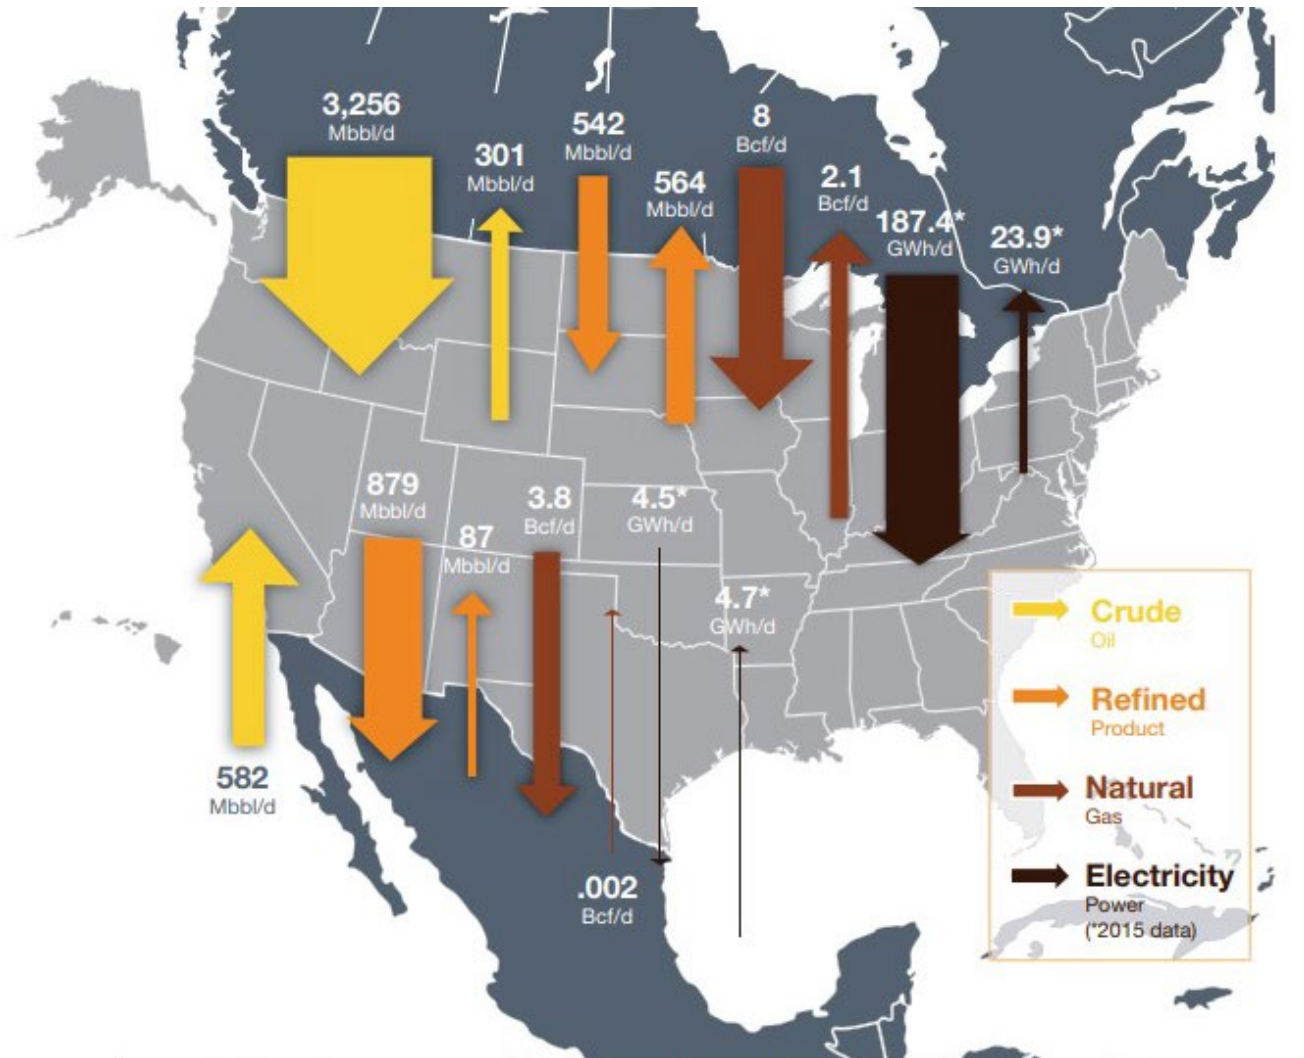 3,256
Mbbl/d
301
Mbbl/d
542
Mbbl/d
564
Mbbl/d
8
Bcf/d
2.1
Bcf/d
187.4*
GWh/d
23.9*
GWh/d
879
Mbbl/d
87
Mbbl/d
3.8
Bcf/d
4.5*
GWh/d
4.7*
GWh/d
582
Mbbl/d
.002
Bcf/d
Crude
Oil
Refined
Product
Natural
Gas
Electricity
Power
(*2015 data)